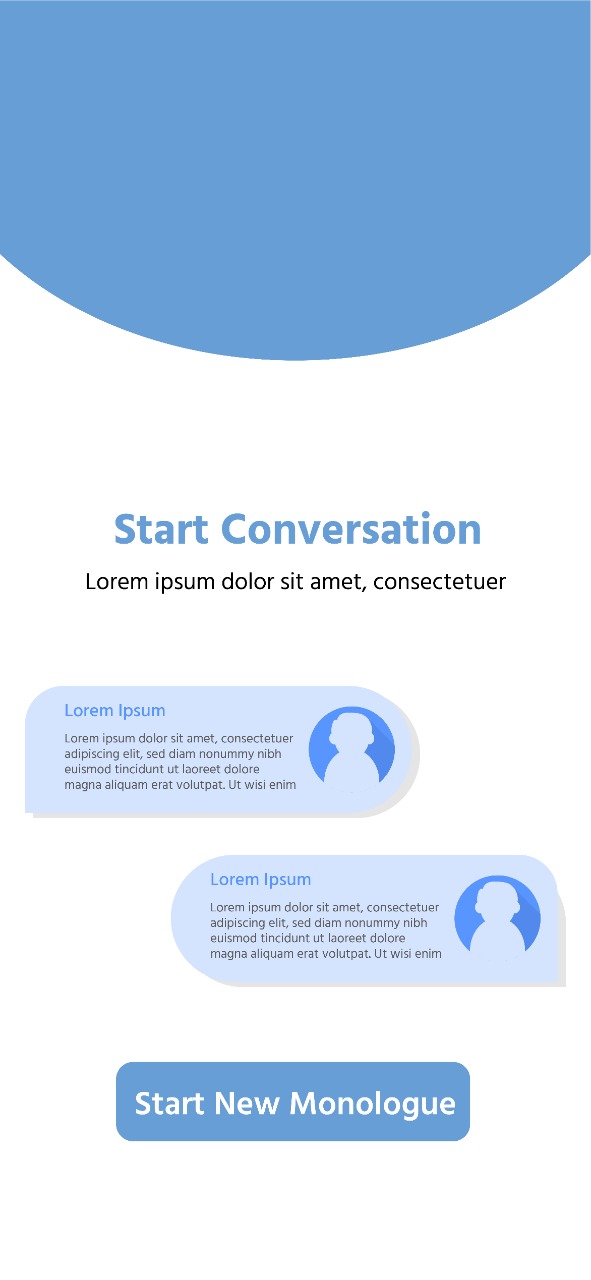 Start Conversation
Lorem ipsum dolor sit amet, consectetuer
Lorem Ipsum
Lorem ipsum dolor sit amet, consectetuer
adipiscing elit, sed diam nonummy nibh
euismod tincidunt ut laoreet dolore
magna aliquam erat volutpat. Ut wisi enim
Lorem Ipsum
Lorem ipsum dolor sit amet, consectetuer
adipiscing elit, sed diam nonummy nibh
euismod tincidunt ut laoreet dolore
magna aliquam erat volutpat. Ut wisi enim
Start New Monologue